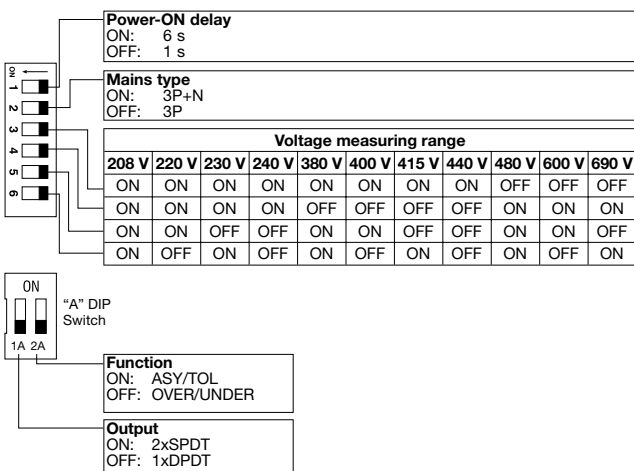 Power-ON delay
ON: 6 s
OFF: 1 s
ON
1
2
3
4
5
6
Mains type
ON: 3P+N
OFF: 3P
Voltage measuring range
208 V 220 V 230 V 240 V 380 V 400 V 415 V 440 V 480 V 600 V 690 V
ON ON ON ON ON ON ON ON OFF OFF OFF
ON ON ON ON OFF OFF OFF OFF ON ON ON
ON ON OFF OFF ON ON OFF OFF ON ON OFF
ON OFF ON OFF ON OFF ON OFF ON OFF ON
ON
"A" DIP
Switch
1A 2A
Function
ON: ASY/TOL
OFF: OVER/UNDER
Output
ON: 2xSPDT
OFF: 1xDPDT